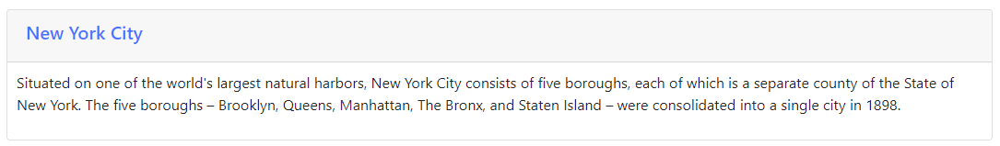 New York City
Situated on one of the world's largest natural harbors, New York City consists of five boroughs, each of which is a separate county of the State of
New York. The five boroughs – Brooklyn, Queens, Manhattan, The Bronx, and Staten Island – were consolidated into a single city in 1898.